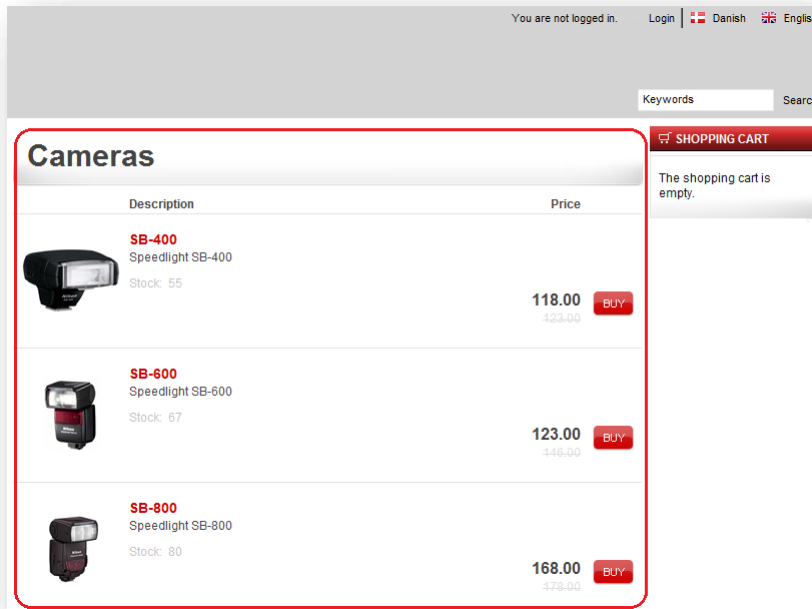 You are not logged in. Login Danish Englis
Keywords Searc
SHOPPING CART
The shopping cart is
empty.
Cameras
Description Price
SB-400
Speedlight SB-400
Stock: 55
118.00 BUY
123.00
SB-600
Speedlight SB-600
Stock: 67
123.00 BUY
146.00
SB-800
Speedlight SB-800
Stock: 80
168.00 BUY
178.00